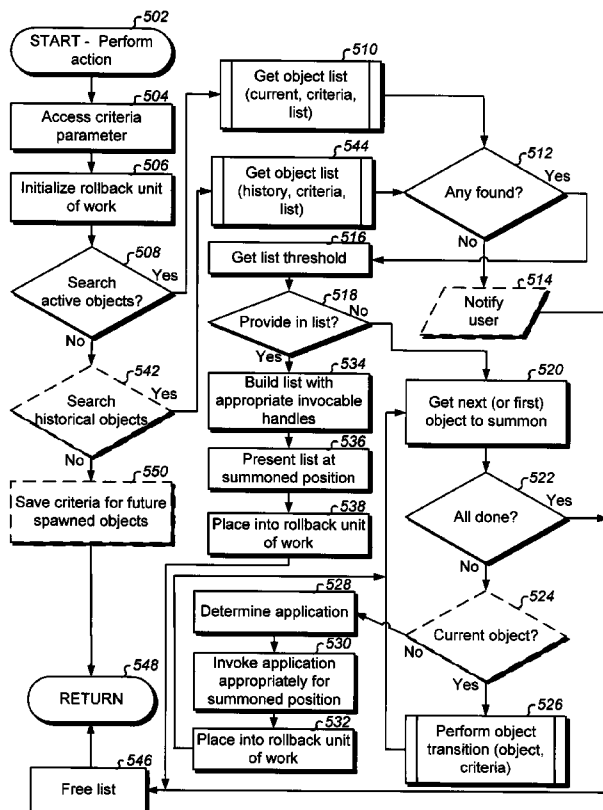 502
START - Perform
action
504
Access criteria
parameter
506
Initialize rollback unit
of work
508
Search
active objects?
Yes
No
542
Search
historical objects
Yes
No
550
Save criteria for future
spawned objects
548
RETURN
546
Free list
510
Get object list
(current, criteria,
list)
544
Get object list
(history, criteria,
list)
512
Any found?
Yes
No
514
Notify
user
516
Get list threshold
518
Provide in list?
No
Yes
534
Build list with
appropriate invocable
handles
536
Present list at
summoned position
538
Place into rollback unit
of work
520
Get next (or first)
object to summon
522
All done?
Yes
No
524
Current object?
No
Yes
526
Perform object
transition (object,
criteria)
528
Determine application
530
Invoke application
appropriately for
summoned position
532
Place into rollback unit
of work